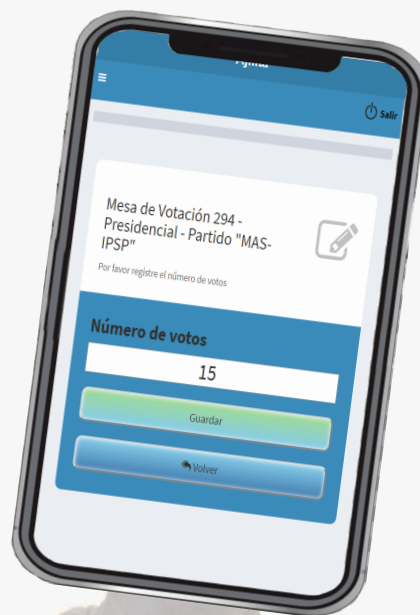 Salir
Mesa de Votación 294 -
Presidencial - Partido "MAS-
IPSP"
Por favor registre el número de votos
Número de votos
15
Guardar
Volver